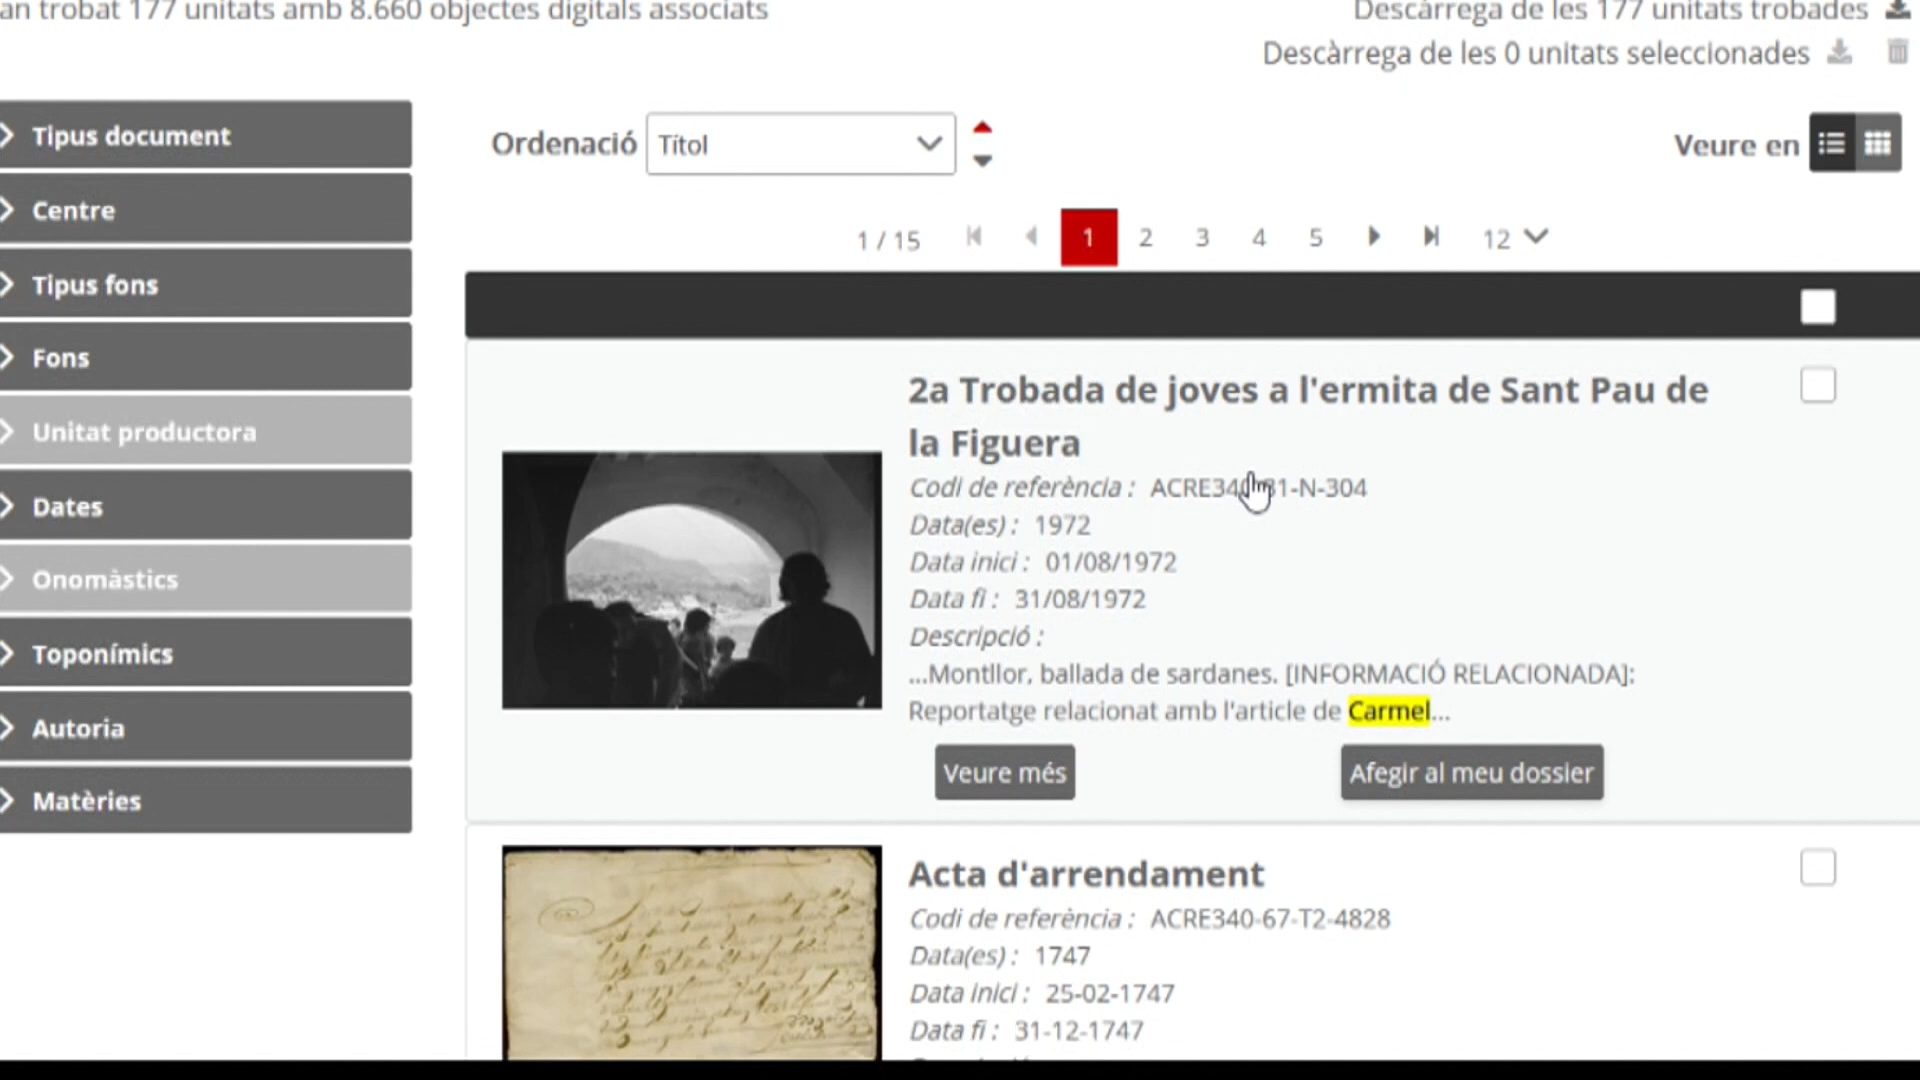 an trobat 177 unitats amb 8.660 objectes digitals associats
Descàrrega de les 177 unitats trobades
Descàrrega de les 0 unitats seleccionades
Tipus document
Centre
Tipus fons
Fons
Unitat productora
Dates
Onomàstics
Toponímics
Autoria
Matèries
Ordenació Títol
Veure en
1 / 15 1 2 3 4 5 12
2a Trobada de joves a l'ermita de Sant Pau de
la Figuera
Codi de referència : 1-N-304
Data(es) : 1972
Data inici : 01/08/1972
Data fi : 31/08/1972
Descripció :
...Montllor, ballada de sardanes. [INFORMACIÓ RELACIONADA]:
Reportatge relacionat amb l'article de Carmel...
Veure més Afegir al meu dossier
Acta d'arrendament
Codi de referència : ACRE340-67-T2-4828
Data(es) : 1747
Data inici : 25-02-1747
Data fi : 31-12-1747